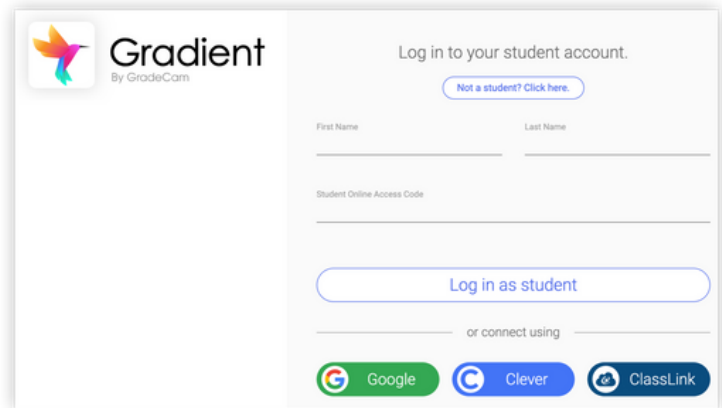 Gradient
By GradeCam
Log in to your student account.
Not a student? Click here.
First Name
Last Name
Student Online Access Code
Log in as student
or connect using
Google
Clever
ClassLink